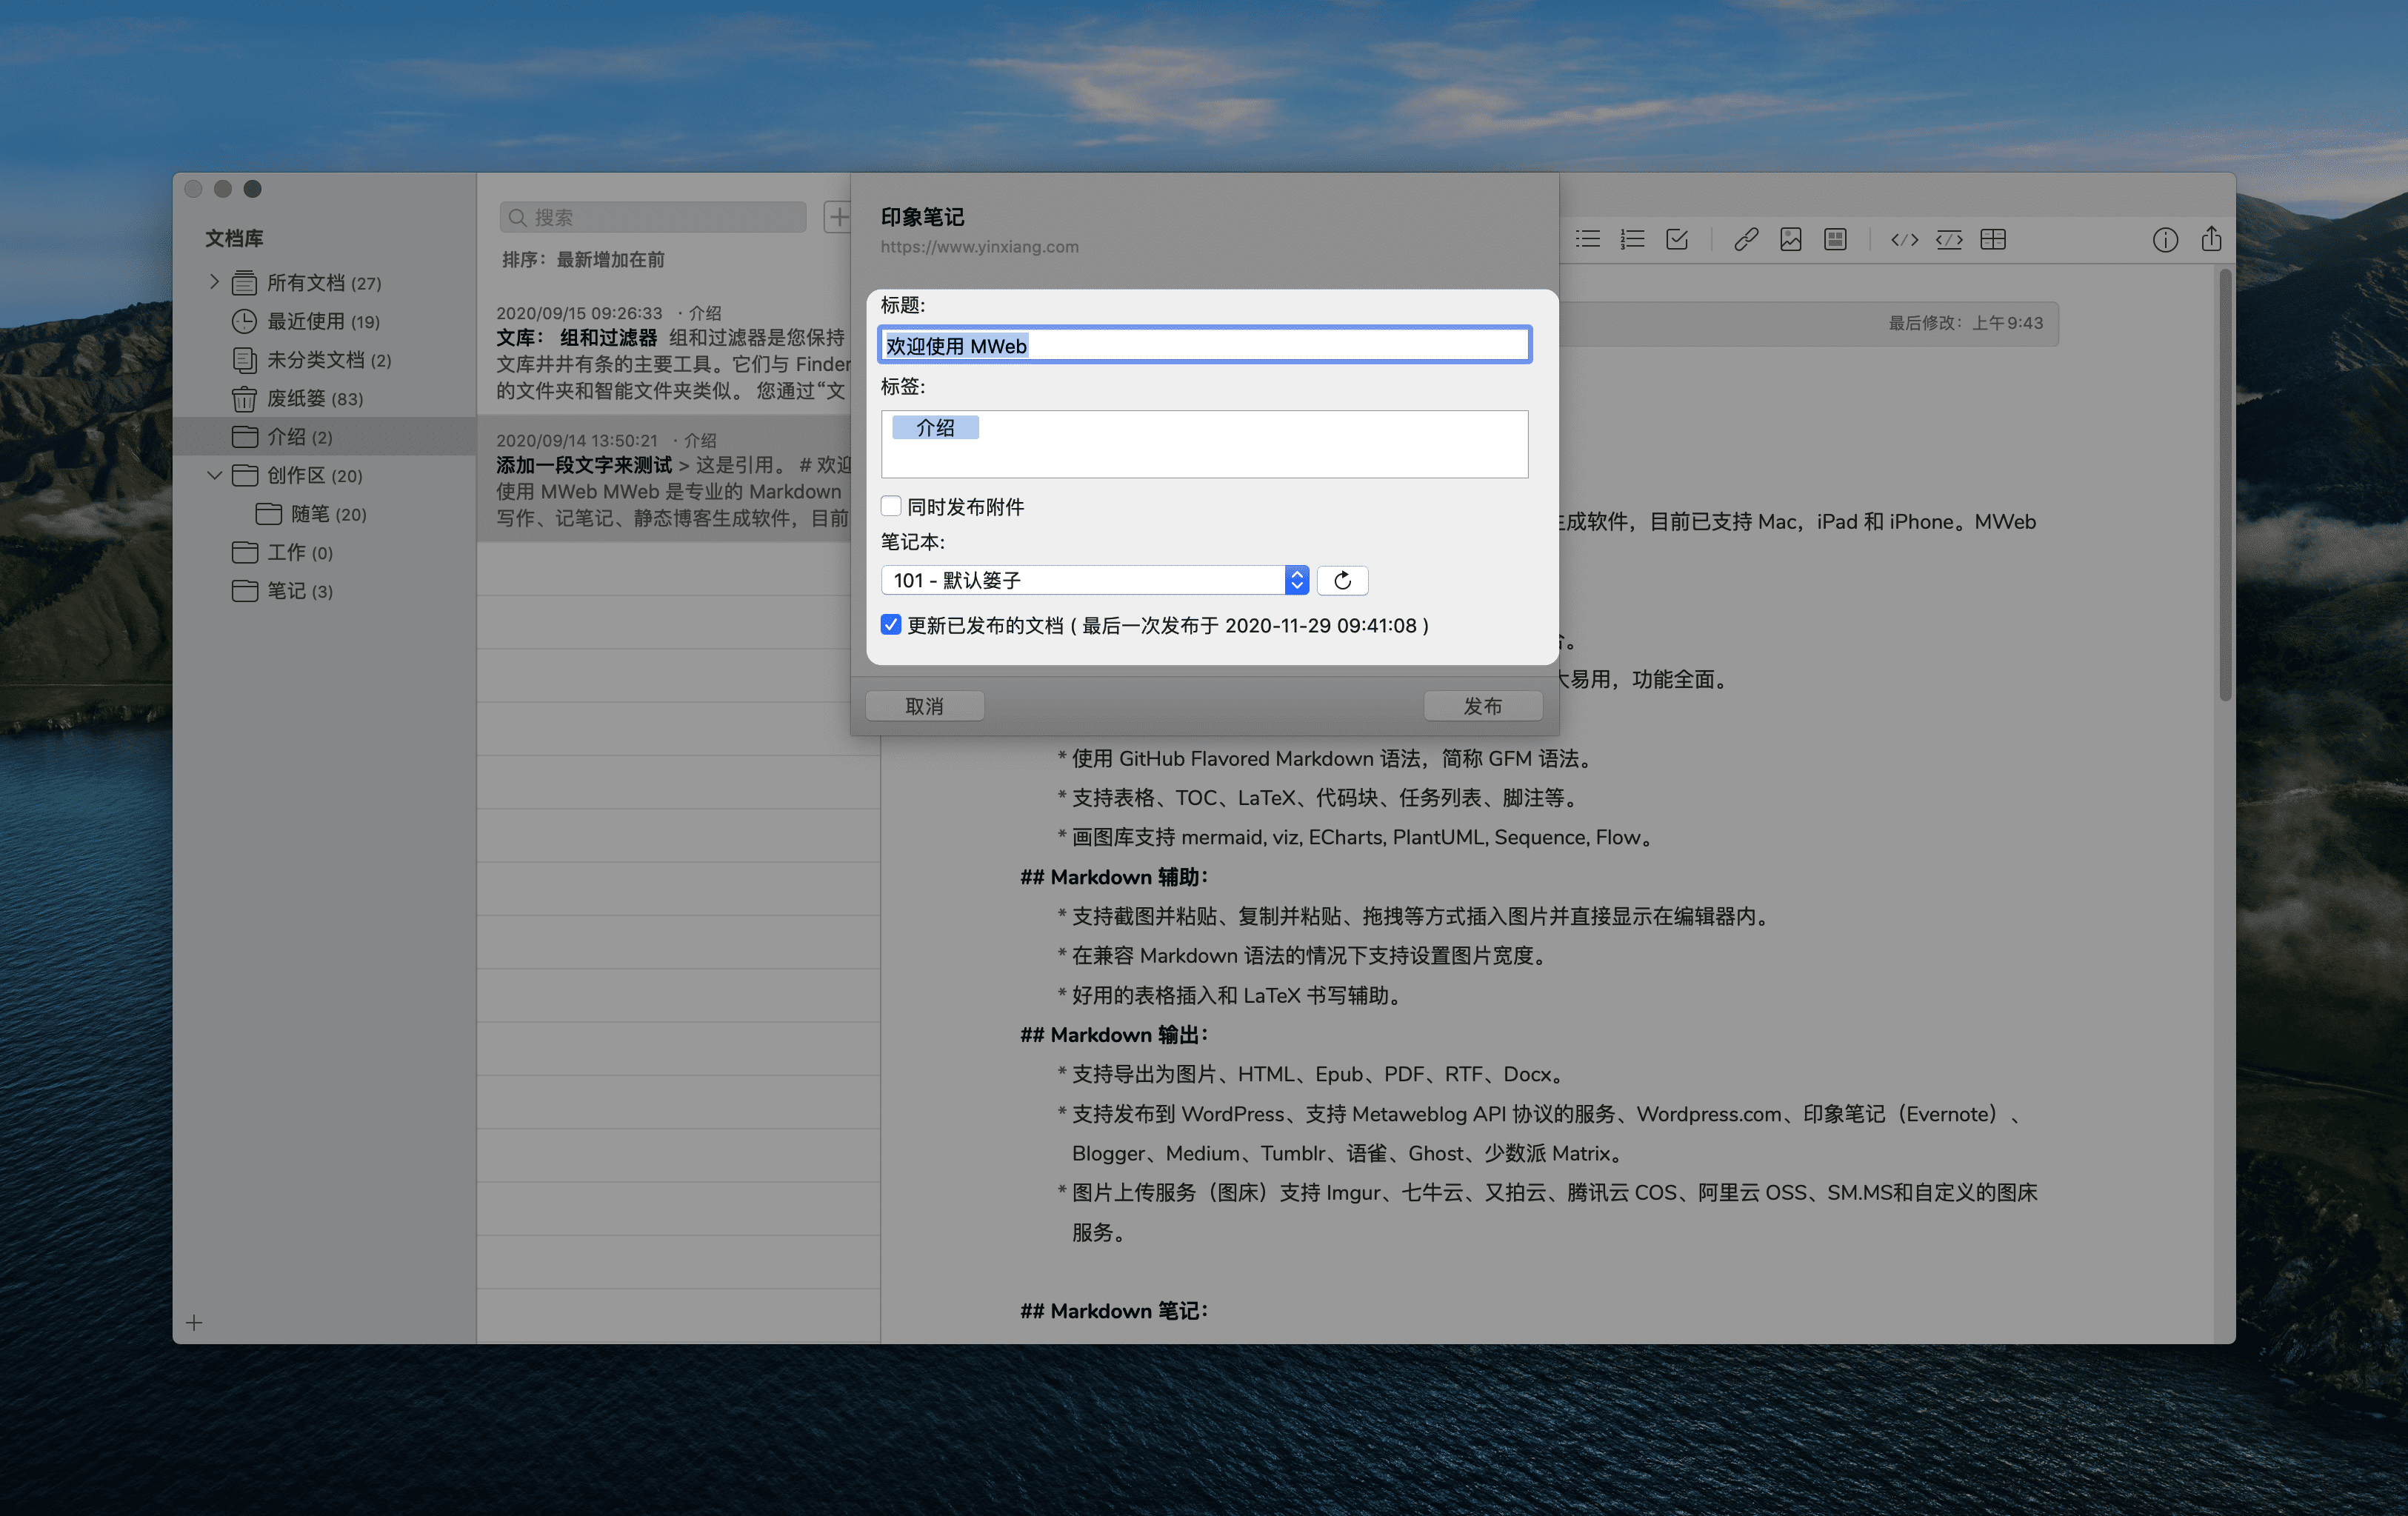 文档库
所有文档 (27)
最近使用 (19)
未分类文档 (2)
废纸篓 (83)
介绍 (2)
创作区 (20)
随笔 (20)
工作 (0)
笔记 (3)
搜索
排序：最新增加在前
2020/09/15 09:26:33 · 介绍
文库： 组和过滤器 组和过滤器是您保持
文库井井有条的主要工具。它们与 Finder
的文件夹和智能文件夹类似。 您通过“文
2020/09/14 13:50:21 · 介绍
添加一段文字来测试 > 这是引用。 # 欢迎
使用 MWeb MWeb 是专业的 Markdown
写作、记笔记、静态博客生成软件，目前
印象笔记
https://www.yinxiang.com
标题:
欢迎使用 MWeb
标签:
介绍
同时发布附件
笔记本:
101 - 默认篓子
更新已发布的文档 ( 最后一次发布于 2020-11-29 09:41:08 )
取消
发布
最后修改：上午9:43
生成软件，目前已支持 Mac，iPad 和 iPhone。MWeb
。
易用，功能全面。
* 使用 GitHub Flavored Markdown 语法，简称 GFM 语法。
* 支持表格、TOC、LaTeX、代码块、任务列表、脚注等。
* 画图库支持 mermaid, viz, ECharts, PlantUML, Sequence, Flow。
## Markdown 辅助：
* 支持截图并粘贴、复制并粘贴、拖拽等方式插入图片并直接显示在编辑器内。
* 在兼容 Markdown 语法的情况下支持设置图片宽度。
* 好用的表格插入和 LaTeX 书写辅助。
## Markdown 输出：
* 支持导出为图片、HTML、Epub、PDF、RTF、Docx。
* 支持发布到 WordPress、支持 Metaweblog API 协议的服务、Wordpress.com、印象笔记（Evernote）、
Blogger、Medium、Tumblr、语雀、Ghost、少数派 Matrix。
* 图片上传服务（图床）支持 Imgur、七牛云、又拍云、腾讯云 COS、阿里云 OSS、SM.MS和自定义的图床
服务。
## Markdown 笔记：